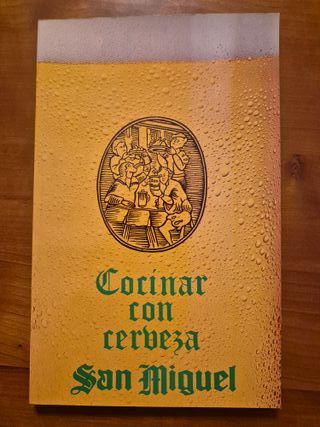 Cocinar
con
cerveza
San Miguel